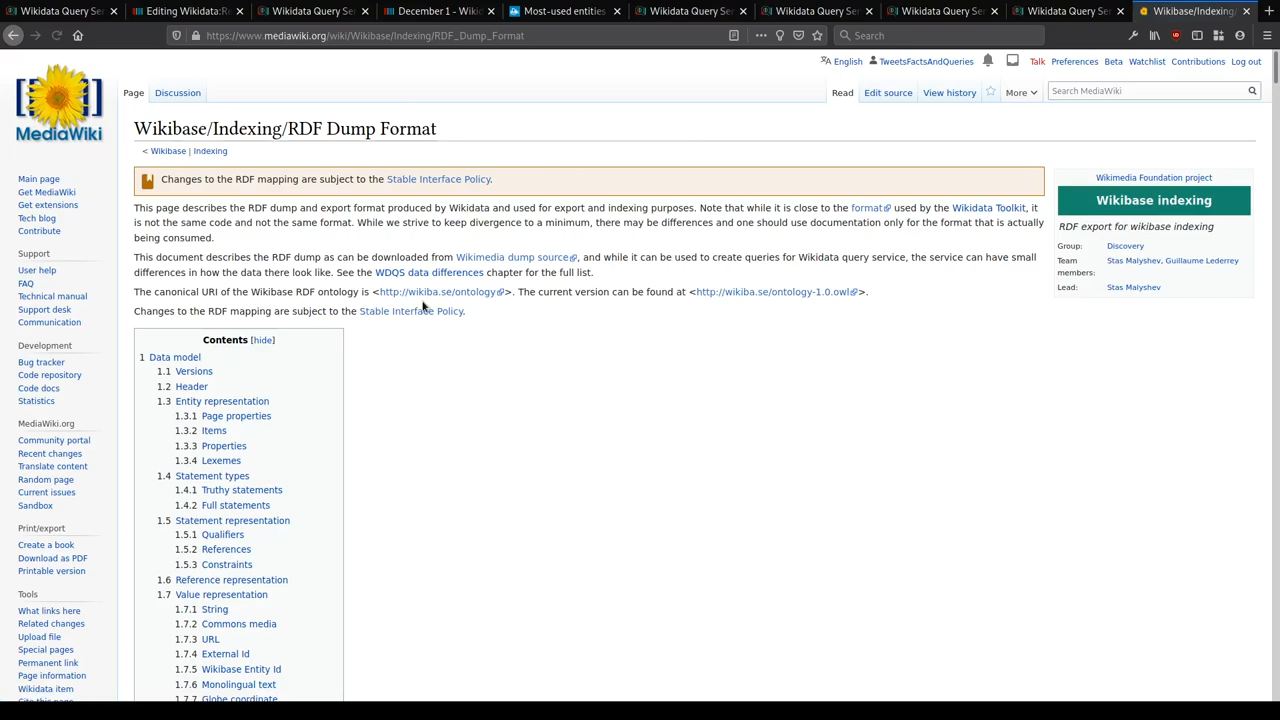 Wikidata Query Ser
Editing Wikidata:R
Wikidata Query Ser
December 1 - Wiki
Most-used entities
Wikidata Query Ser
Wikidata Query Ser
Wikidata Query Ser
Wikidata Query Ser
Wikibase/Indexing/
https://www.mediawiki.org/wiki/Wikibase/Indexing/RDF_Dump_Format
Search
English TweetsFactsAndQueries Talk Preferences Beta Watchlist Contributions Log out
Page Discussion Read Edit source View history More Search MediaWiki
MediaWiki
Wikibase/Indexing/RDF Dump Format
< Wikibase | Indexing
Changes to the RDF mapping are subject to the Stable Interface Policy.
This page describes the RDF dump and export format produced by Wikidata and used for export and indexing purposes. Note that while it is close to the format used by the Wikidata Toolkit, it
is not the same code and not the same format. While we strive to keep divergence to a minimum, there may be differences and one should use documentation only for the format that is actually
being consumed.
This document describes the RDF dump as can be downloaded from Wikimedia dump source, and while it can be used to create queries for Wikidata query service, the service can have small
differences in how the data there look like. See the WDQS data differences chapter for the full list.
The canonical URI of the Wikibase RDF ontology is <http://wikiba.se/ontology>. The current version can be found at <http://wikiba.se/ontology-1.0.owl>.
Changes to the RDF mapping are subject to the Stable Interface Policy.
Wikimedia Foundation project
Wikibase indexing
RDF export for wikibase indexing
Group: Discovery
Team Stas Malyshev, Guillaume Lederrey
members:
Lead: Stas Malyshev
Contents [hide]
1 Data model
1.1 Versions
1.2 Header
1.3 Entity representation
1.3.1 Page properties
1.3.2 Items
1.3.3 Properties
1.3.4 Lexemes
1.4 Statement types
1.4.1 Truthy statements
1.4.2 Full statements
1.5 Statement representation
1.5.1 Qualifiers
1.5.2 References
1.5.3 Constraints
1.6 Reference representation
1.7 Value representation
1.7.1 String
1.7.2 Commons media
1.7.3 URL
1.7.4 External Id
1.7.5 Wikibase Entity Id
1.7.6 Monolingual text
1.7.7 Globe coordinate
Main page
Get MediaWiki
Get extensions
Tech blog
Contribute
Support
User help
FAQ
Technical manual
Support desk
Communication
Development
Bug tracker
Code repository
Code docs
Statistics
MediaWiki.org
Community portal
Recent changes
Translate content
Random page
Current issues
Sandbox
Print/export
Create a book
Download as PDF
Printable version
Tools
What links here
Related changes
Upload file
Special pages
Permanent link
Page information
Wikidata item
Cite this page